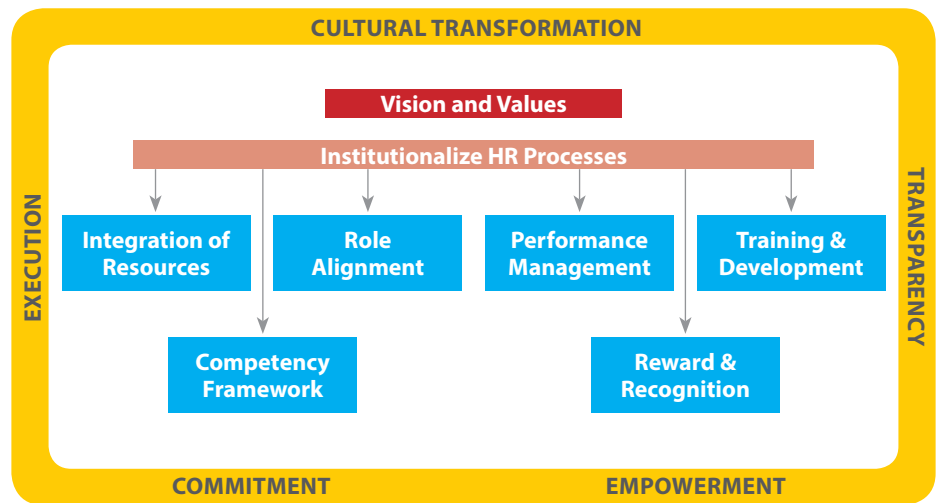 CULTURAL TRANSFORMATION
Vision and Values
Institutionalize HR Processes
EXECUTION
TRANSPARENCY
Integration of
Resources
Role
Alignment
Performance
Management
Training &
Development
Competency
Framework
Reward &
Recognition
COMMITMENT
EMPOWERMENT